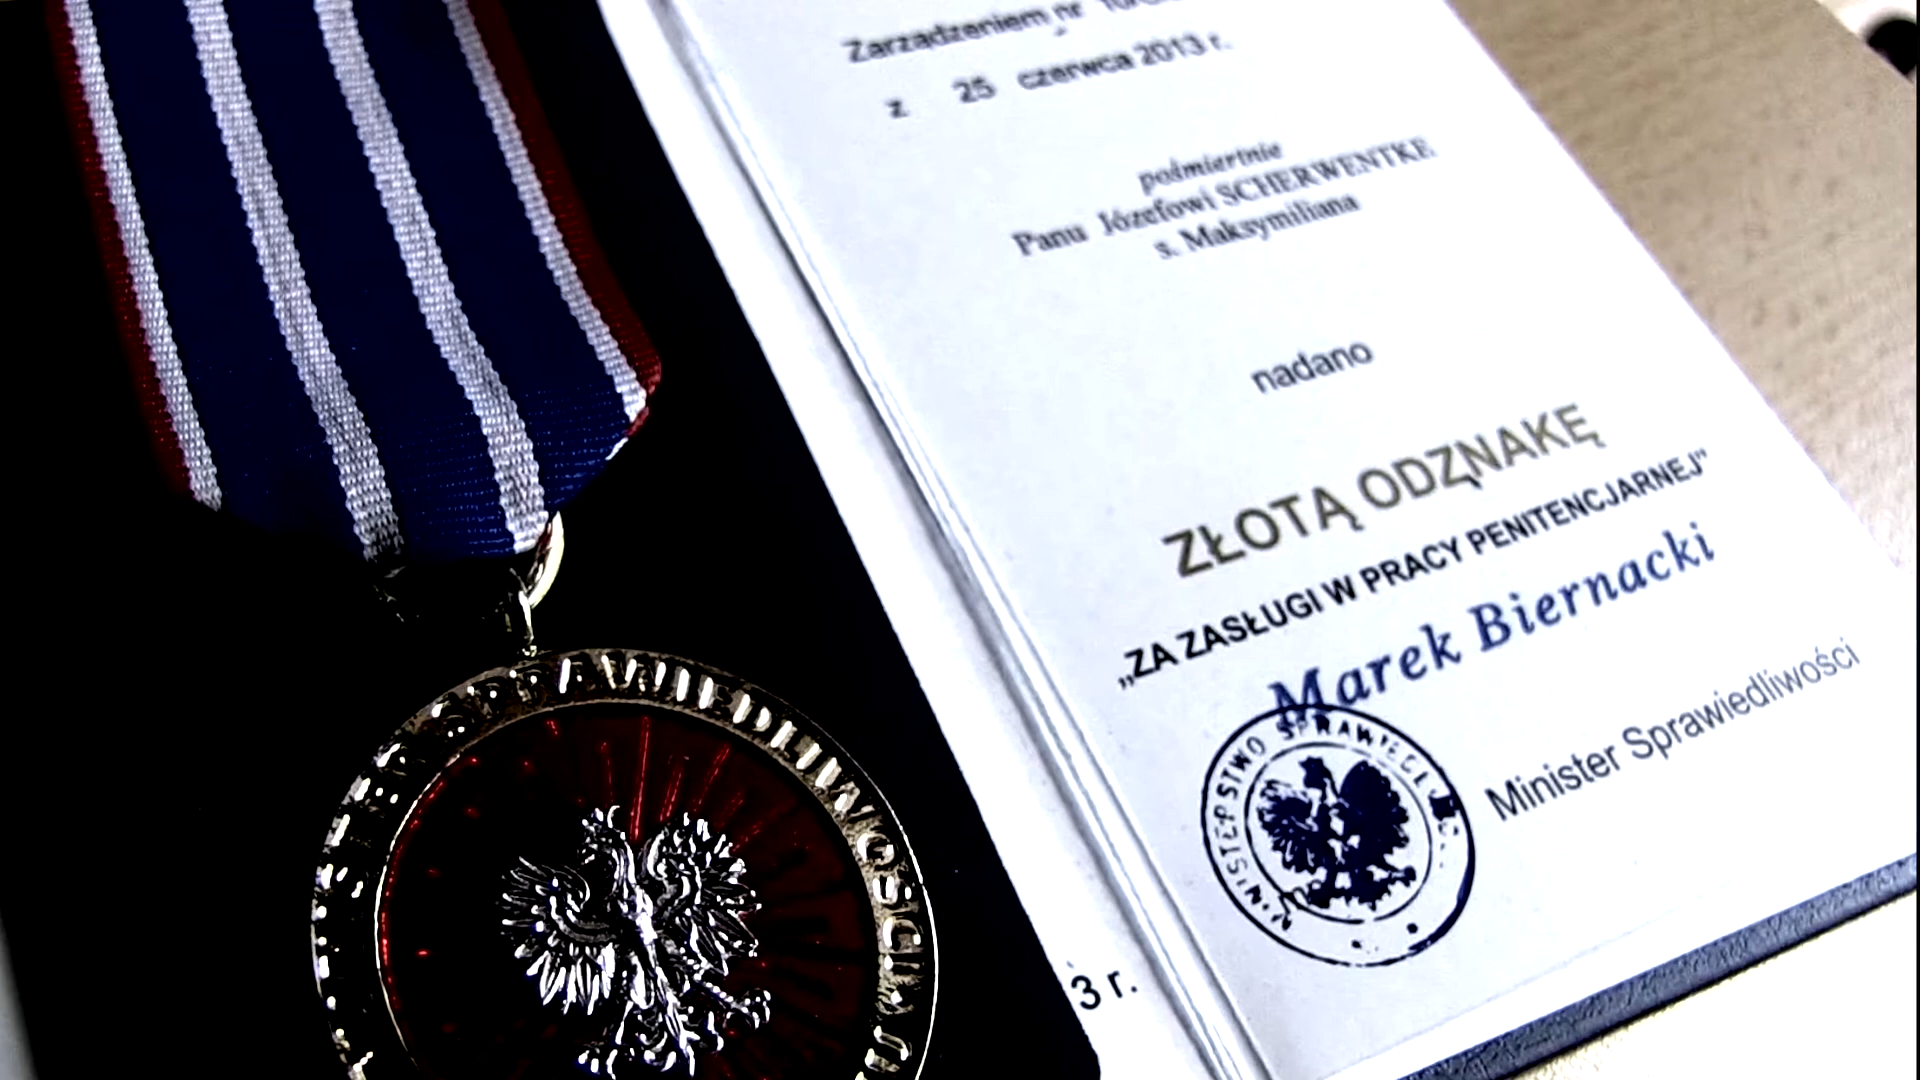 Zarządzeniem nr
z 25 czerwca 2013 r.
pośmiertnie
Panu Józefowi SCHERWENTKE
s. Maksymiliana
nadano
ZŁOTĄ ODZNAKĘ
„ZA ZASŁUGI W PRACY PENITENCJARNEJ”
Marek Biernacki
Minister Sprawiedliwości
MINISTERSTWO
3 r.
SPRAWIEDLIWOŚCI